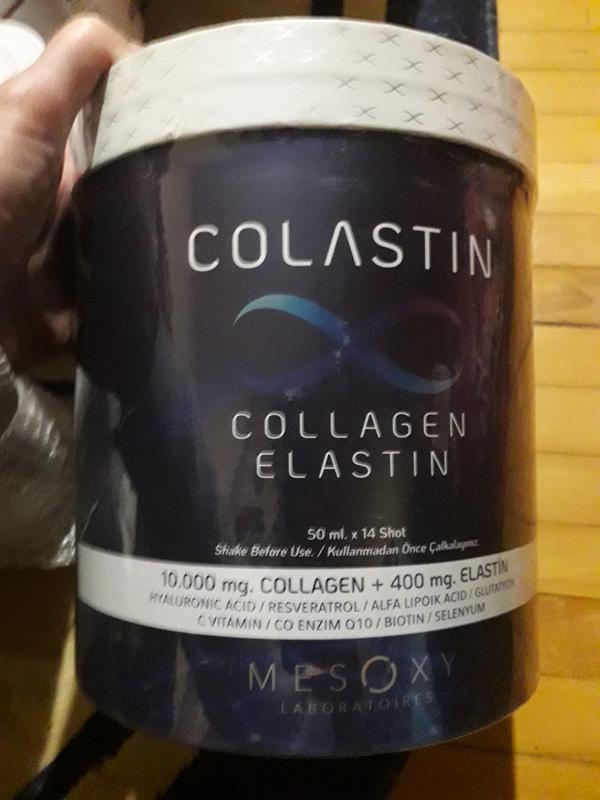 COLASTIN
COLLAGEN
ELASTIN
50 ml. x 14 Shot
Shake Before Use. / Kullanmadan Önce Çalkalayınız.
10.000 mg. COLLAGEN + 400 mg. ELASTİN
HYALURONIC ACID / RESVERATROL / ALFA LIPOIK ACID / GLUTATYON
C VITAMIN / CO ENZIM Q10 / BIOTIN / SELENYUM
MESOXY
LABORATOIRES